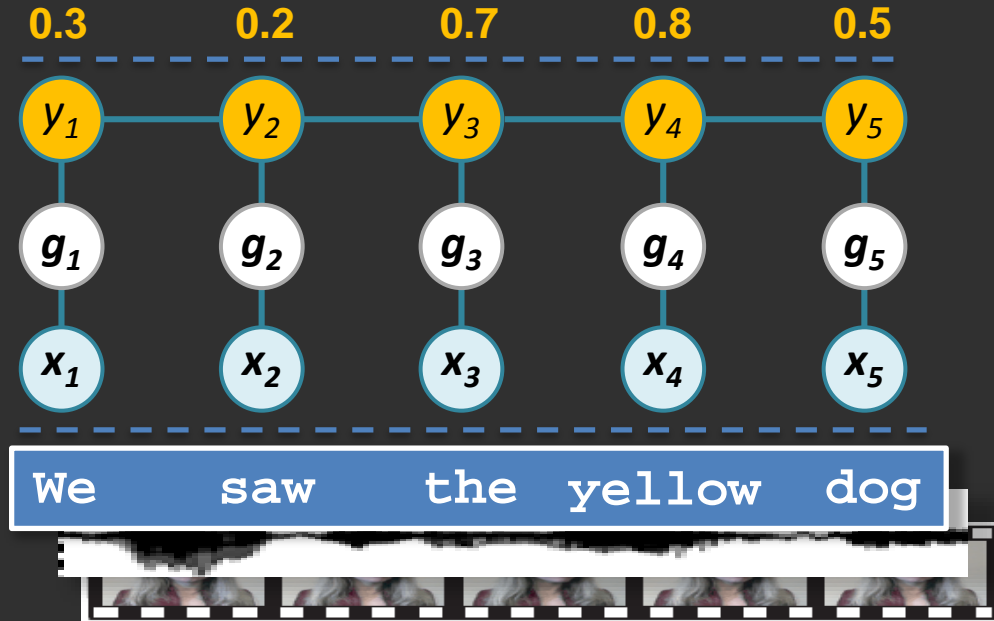 0.3 0.2 0.7 0.8 0.5
y1 y2 y3 y4 y5
g1 g2 g3 g4 g5
x1 x2 x3 x4 x5
We saw the yellow dog